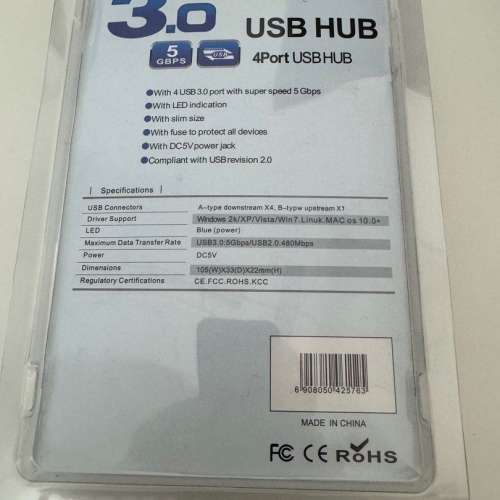 3.0 USB HUB
5 GBPS USB 4Port USB HUB
●With 4 USB 3.0 port with super speed 5 Gbps
●With LED indication
●With slim size
●With fuse to protect all devices
●With DC5V power jack
●Compliant with USB revision 2.0
| Specifications |
USB Connectors A-type downstream X4, B-typw upstream X1
Driver Support Windows 2k/XP/Vista/Win7.Linuk.MAC os 10.0+
LED Blue (power)
Maximum Data Transfer Rate USB3.0:5Gbps/USB2.0.480Mbps
Power DC5V
Dimensions 105(W)X33(D)X22mm(H)
Regulatory Certifications CE.FCC.ROHS.KCC
6 908050 425763
MADE IN CHINA
FC CE ROHS